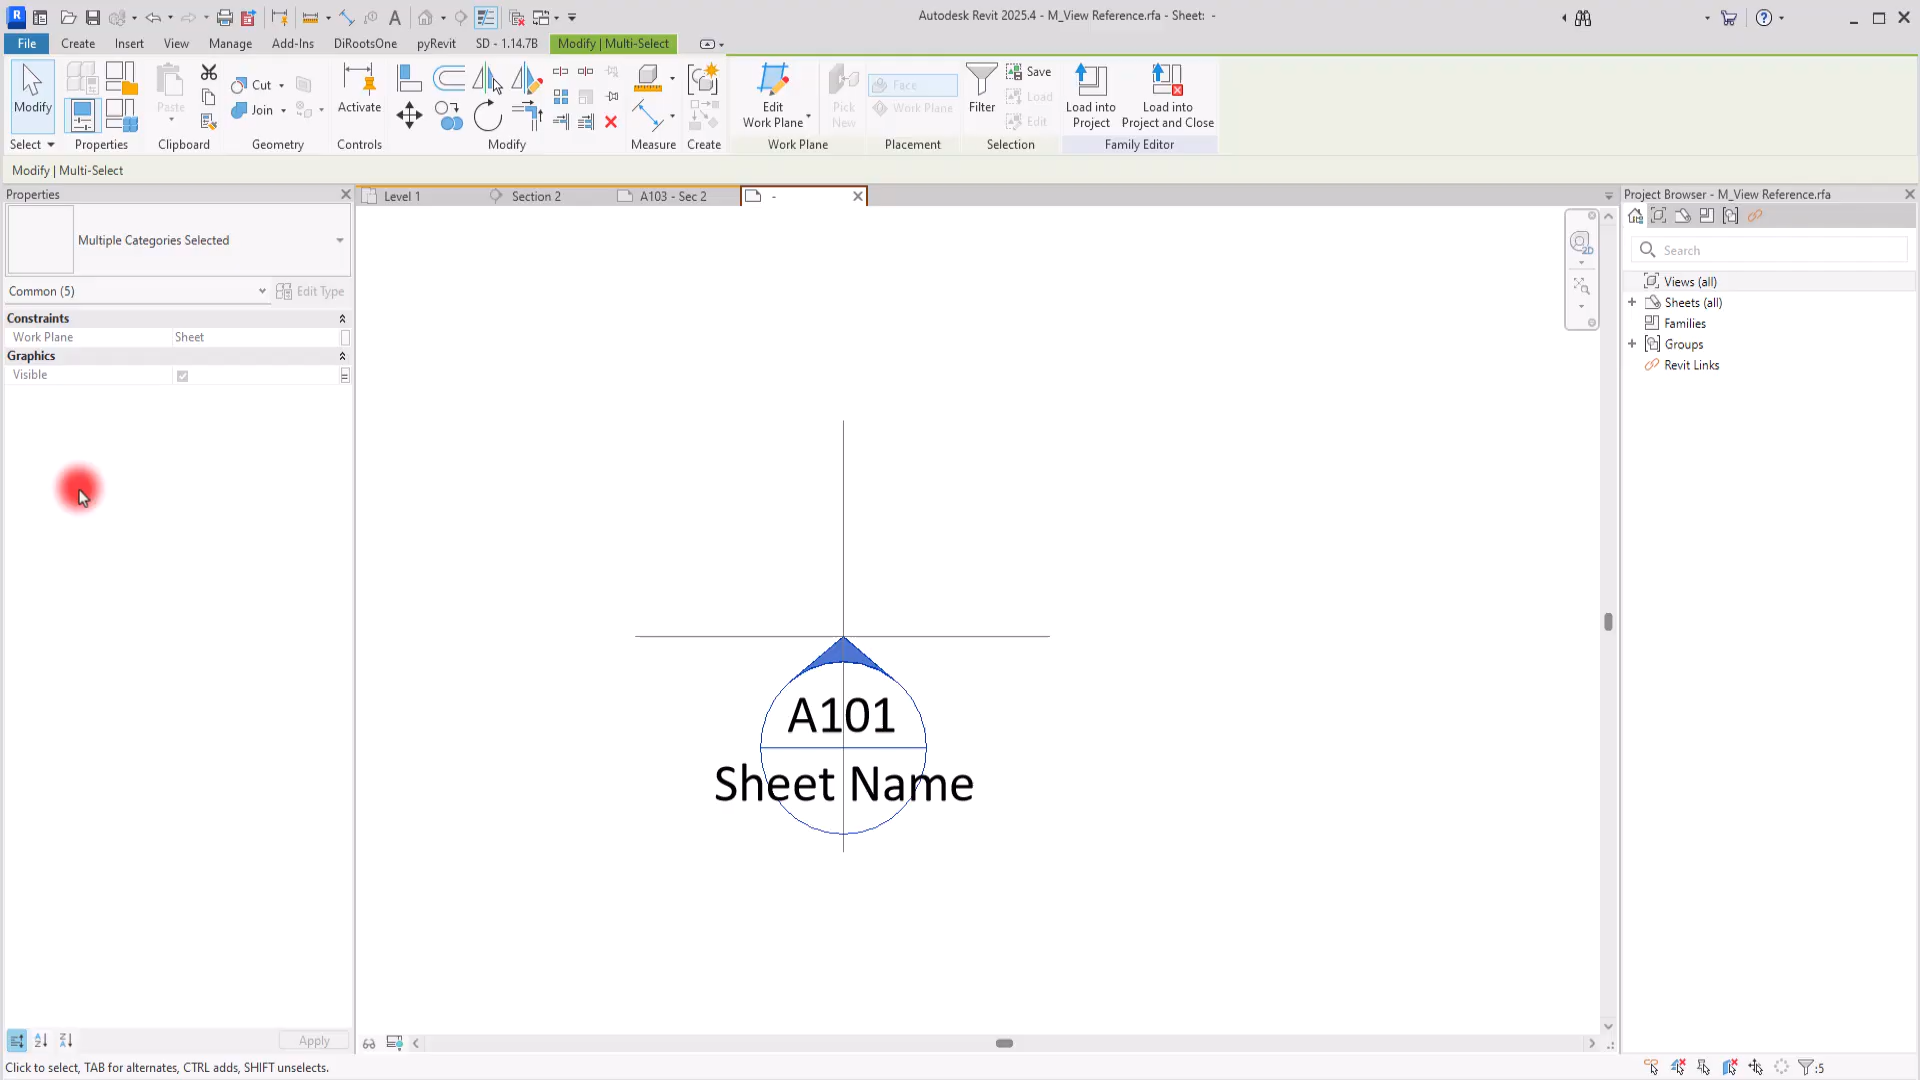 Autodesk Revit 2025.4 - M_View Reference.rfa - Sheet: -
File Create Insert View Manage Add-Ins DiRootsOne pyRevit SD - 1.14.7B Modify | Multi-Select
Modify Paste Cut Join Activate Edit Work Plane Pick New Face Work Plane Filter Save Load Edit Load into Project Load into Project and Close
Select Properties Clipboard Geometry Controls Modify Measure Create Work Plane Placement Selection Family Editor
Modify | Multi-Select
Properties
Level 1 Section 2 A103 - Sec 2 -
Project Browser - M_View Reference.rfa
Multiple Categories Selected
Search
Common (5) Edit Type
Constraints
Work Plane Sheet
Graphics
Visible
Views (all)
Sheets (all)
Families
Groups
Revit Links
2D
A101
Sheet Name
Apply
Click to select, TAB for alternates, CTRL adds, SHIFT unselects.
:5